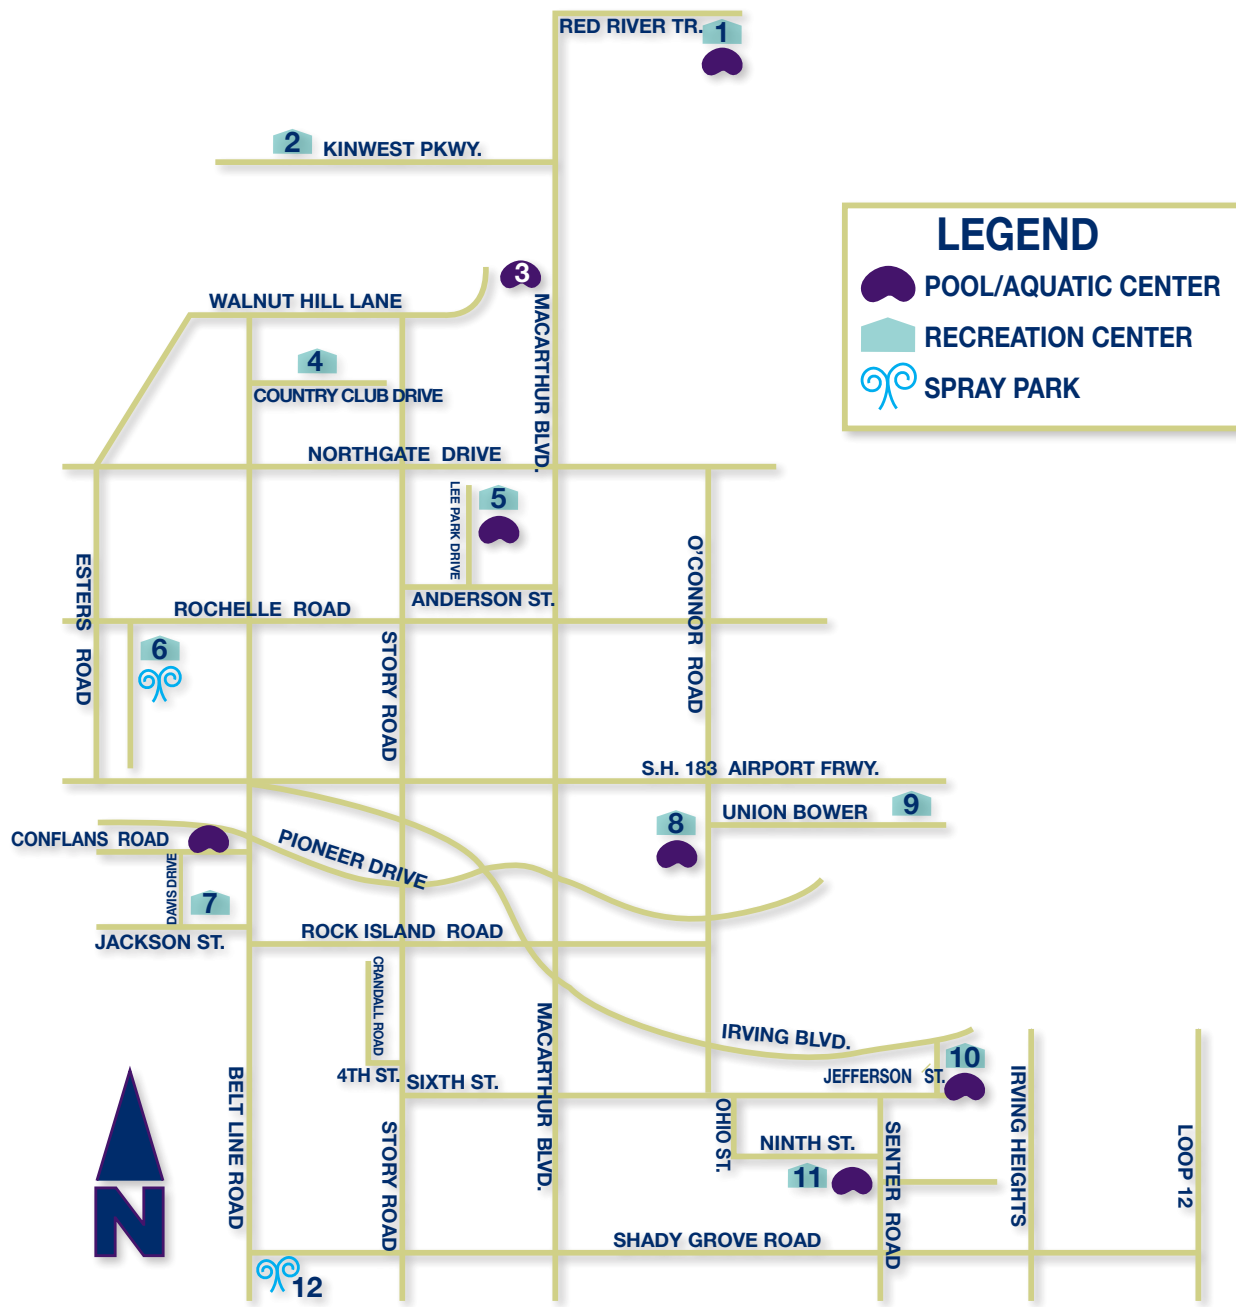 RED RIVER TR.
1
2
KINWEST PKWY.
LEGEND
POOL/AQUATIC CENTER
RECREATION CENTER
SPRAY PARK
3
WALNUT HILL LANE
MACARTHUR BLVD.
4
COUNTRY CLUB DRIVE
NORTHGATE DRIVE
LEE PARK DRIVE
5
ESTERS ROAD
O'CONNOR ROAD
ANDERSON ST.
ROCHELLE ROAD
6
STORY ROAD
S.H. 183 AIRPORT FRWY.
UNION BOWER
9
8
CONFLANS ROAD
PIONEER DRIVE
DAVIS DRIVE
7
JACKSON ST.
ROCK ISLAND ROAD
CRANDALL ROAD
MACARTHUR BLVD.
IRVING BLVD.
10
4TH ST.
SIXTH ST.
JEFFERSON ST.
BELT LINE ROAD
STORY ROAD
OHIO ST.
NINTH ST.
SENTER ROAD
IRVING HEIGHTS
LOOP 12
11
N
SHADY GROVE ROAD
12